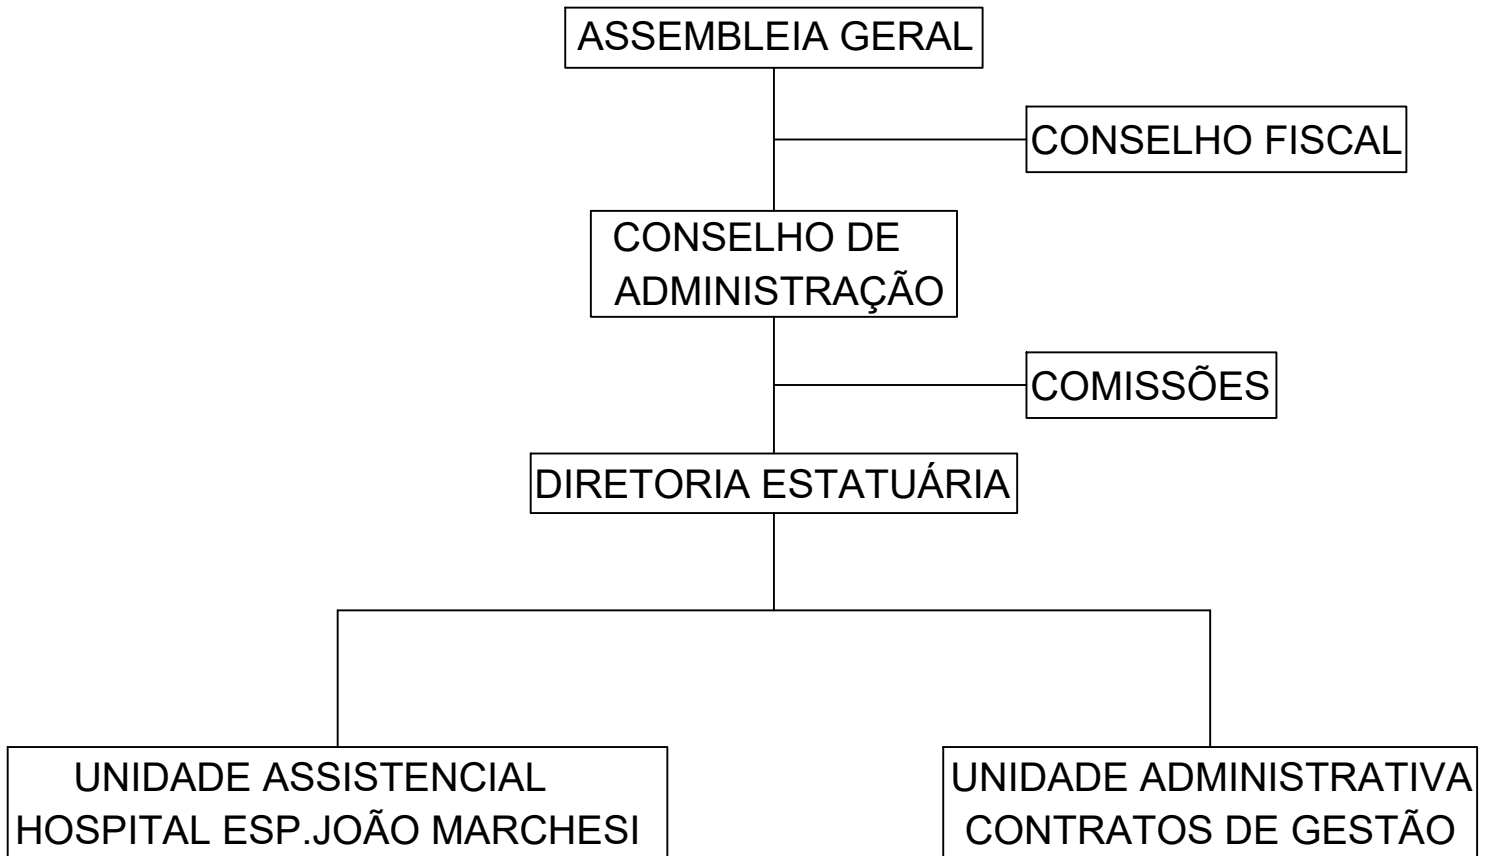 ASSEMBLEIA GERAL
CONSELHO FISCAL
CONSELHO DE
ADMINISTRAÇÃO
COMISSÕES
DIRETORIA ESTATUÁRIA
UNIDADE ASSISTENCIAL
HOSPITAL ESP.JOÃO MARCHESI
UNIDADE ADMINISTRATIVA
CONTRATOS DE GESTÃO